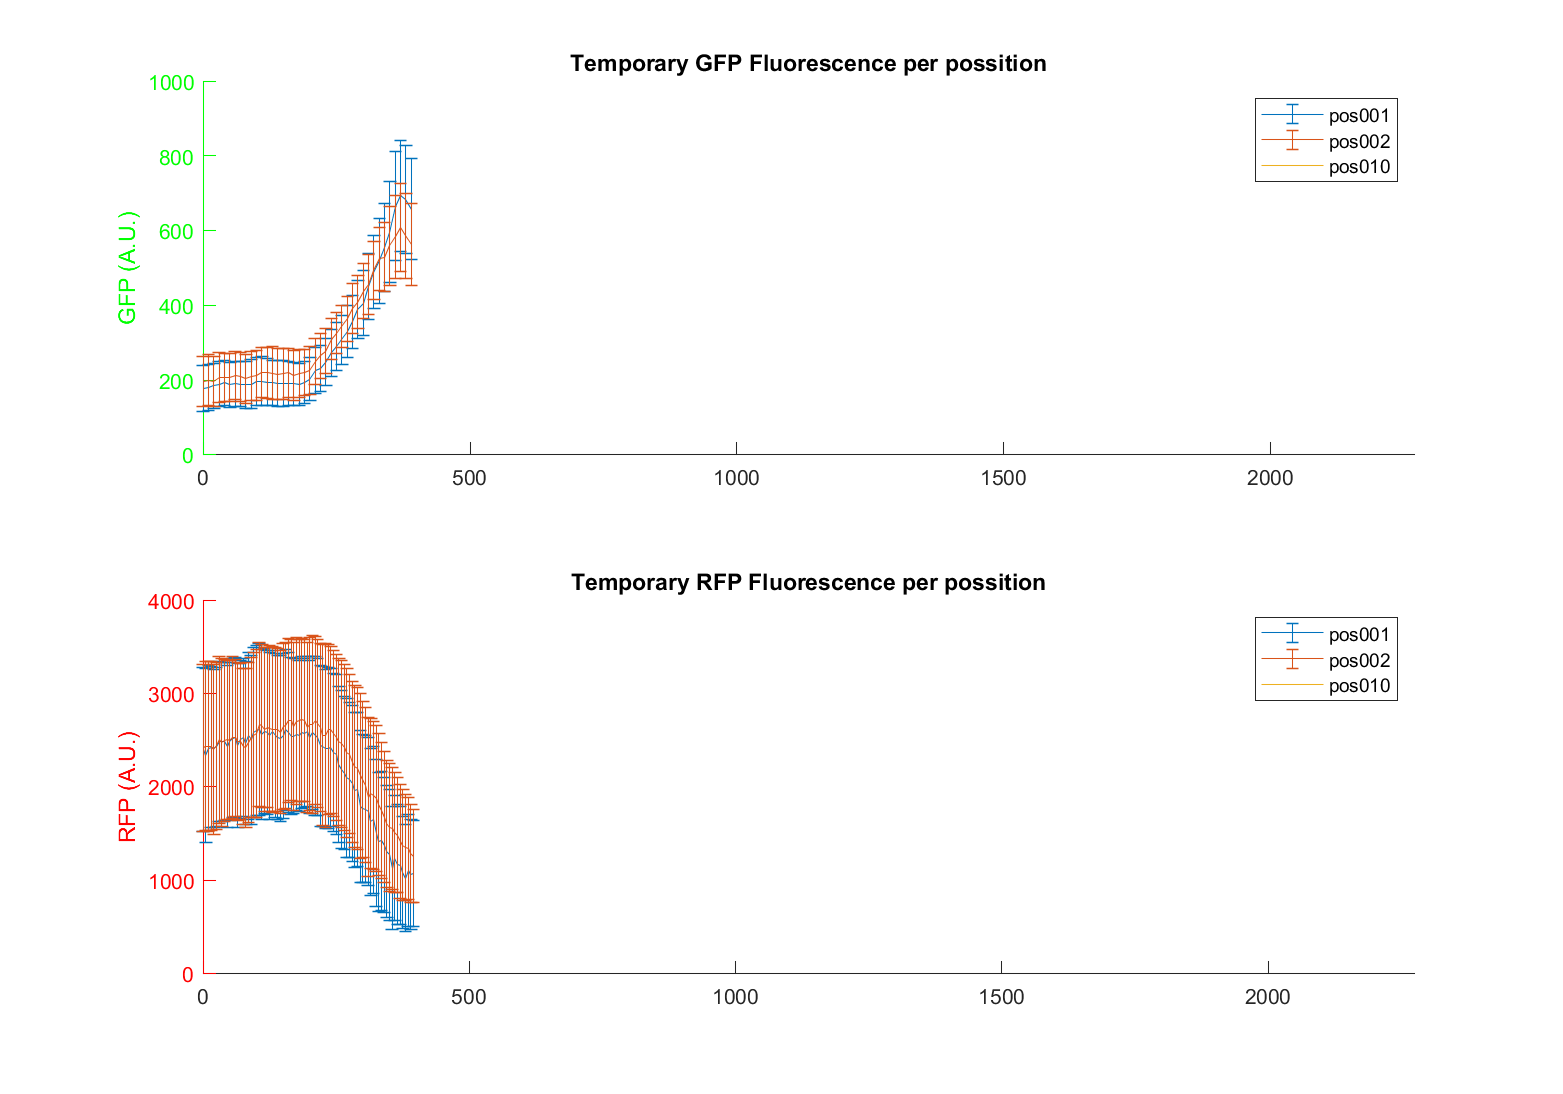 Temporary GFP Fluorescence per possition
1000
800
600
400
200
0
GFP (A.U.)
pos001
pos002
pos010
0 500 1000 1500 2000
Temporary RFP Fluorescence per possition
4000
3000
2000
1000
0
RFP (A.U.)
pos001
pos002
pos010
0 500 1000 1500 2000